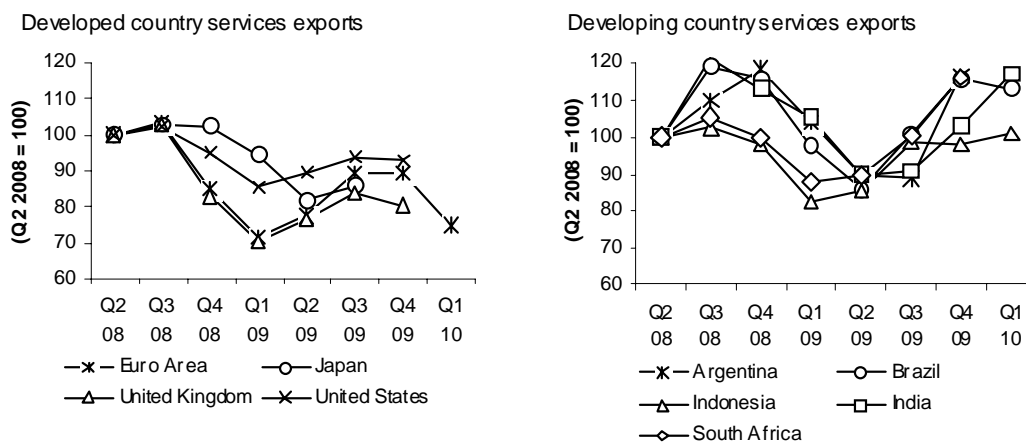 Developed country services exports
(Q2 2008 = 100)
120
110
100
90
80
70
60
Q2 Q3 Q4 Q1 Q2 Q3 Q4 Q1
08 08 08 09 09 09 09 10
Euro Area Japan
United Kingdom United States
Developing country services exports
(Q2 2008 = 100)
120
110
100
90
80
60
Q2 Q3 Q4 Q1 Q2 Q3 Q4 Q1
08 08 08 09 09 09 09 10
Argentina Brazil
Indonesia India
South Africa